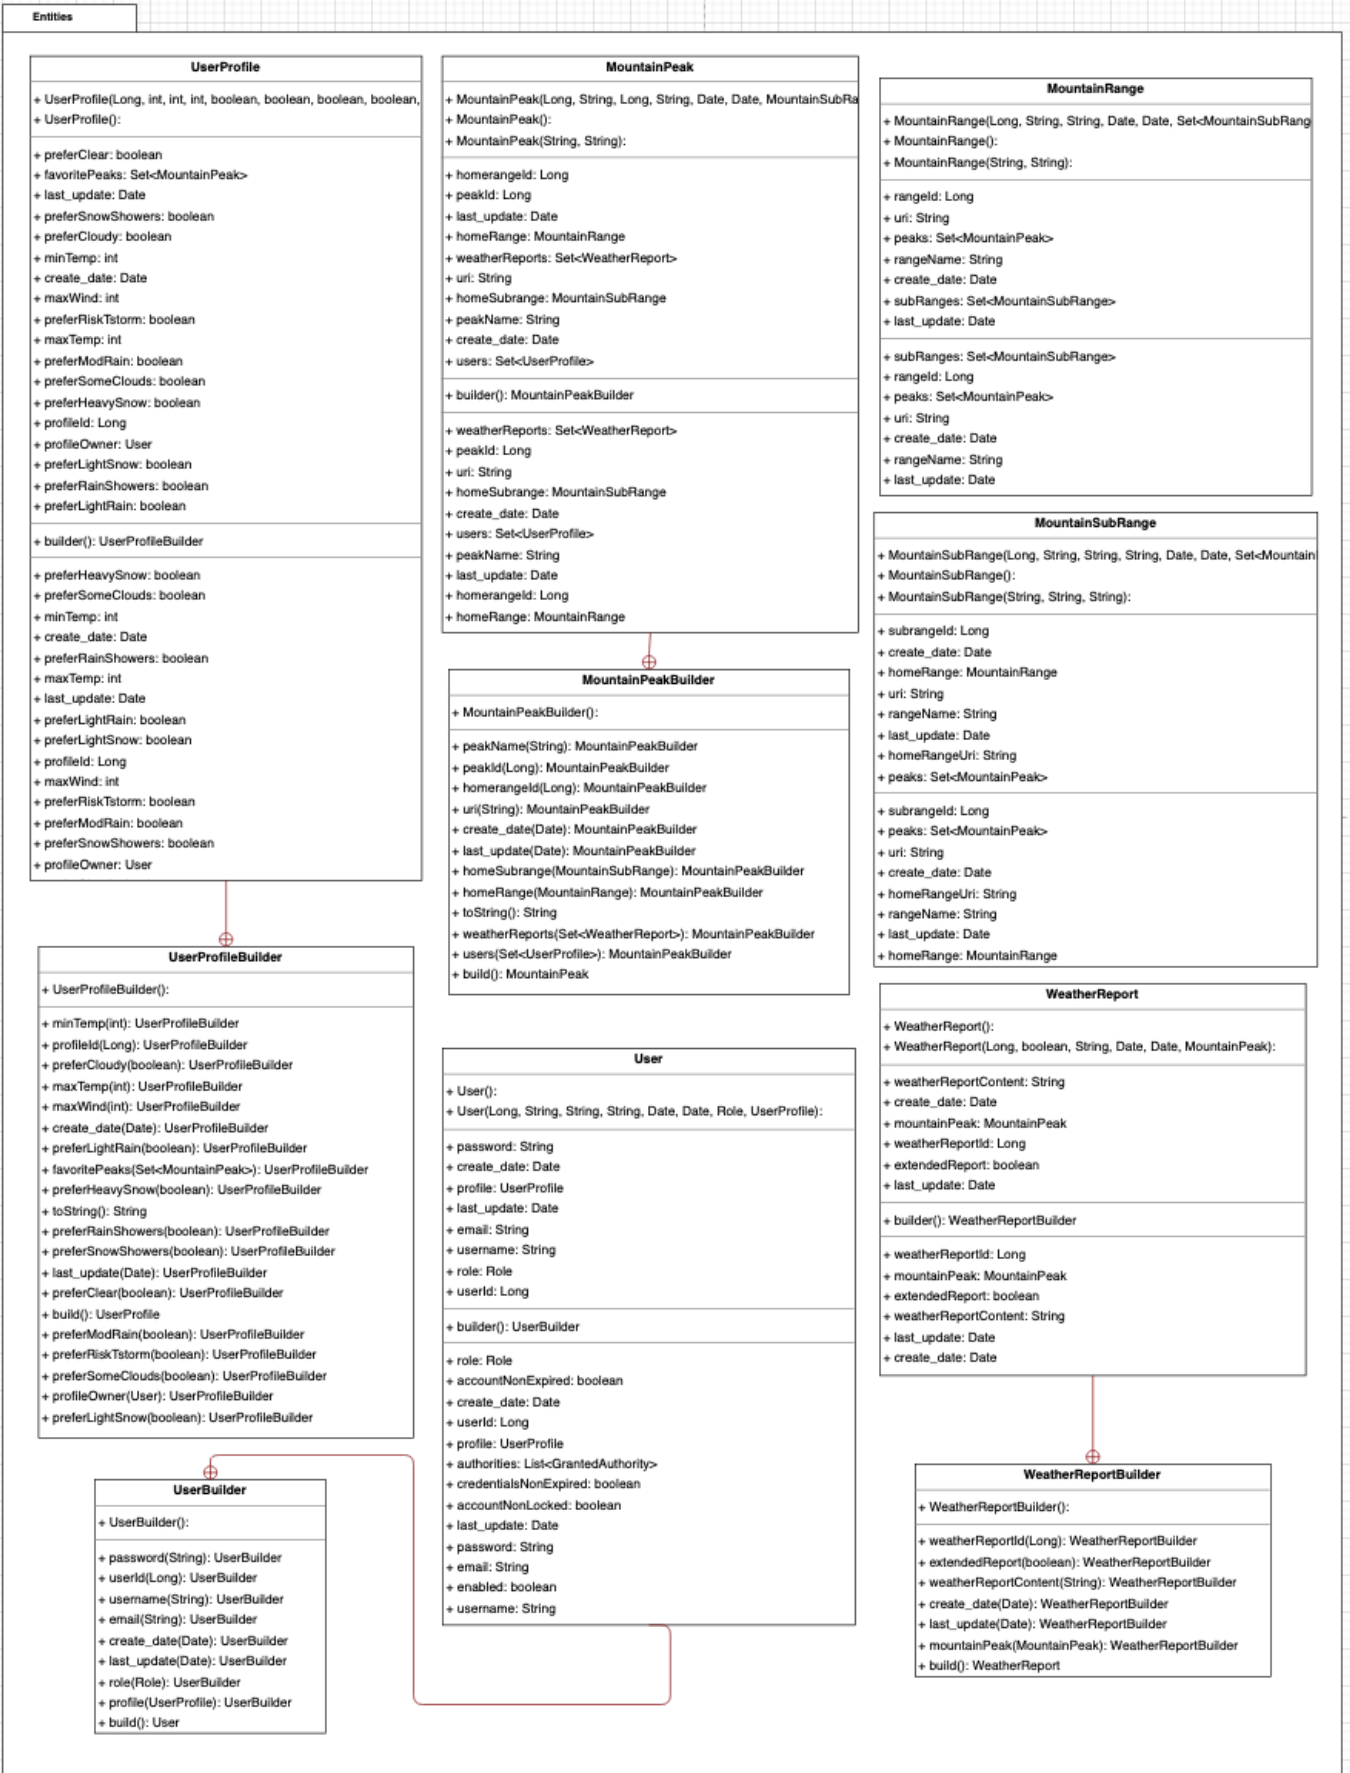 Entities
UserProfile
+ UserProfile(Long, int, int, int, boolean, boolean, boolean, boolean,
+ UserProfile():
+ preferClear: boolean
+ favoritePeaks: Set<MountainPeak>
+ last_update: Date
+ preferSnowShowers: boolean
+ preferCloudy: boolean
+ minTemp: int
+ create_date: Date
+ maxWind: int
+ preferRiskTstorm: boolean
+ maxTemp: int
+ preferModRain: boolean
+ preferSomeClouds: boolean
+ preferHeavySnow: boolean
+ profileId: Long
+ profileOwner: User
+ preferLightSnow: boolean
+ preferRainShowers: boolean
+ preferLightRain: boolean
+ builder(): UserProfileBuilder
+ preferHeavySnow: boolean
+ preferSomeClouds: boolean
+ minTemp: int
+ create_date: Date
+ preferRainShowers: boolean
+ maxTemp: int
+ last_update: Date
+ preferLightRain: boolean
+ preferLightSnow: boolean
+ profileId: Long
+ maxWind: int
+ preferRiskTstorm: boolean
+ preferModRain: boolean
+ preferSnowShowers: boolean
+ profileOwner: User
UserProfileBuilder
+ UserProfileBuilder():
+ minTemp(int): UserProfileBuilder
+ profileId(Long): UserProfileBuilder
+ preferCloudy(boolean): UserProfileBuilder
+ maxTemp(int): UserProfileBuilder
+ maxWind(int): UserProfileBuilder
+ create_date(Date): UserProfileBuilder
+ preferLightRain(boolean): UserProfileBuilder
+ favoritePeaks(Set<MountainPeak>): UserProfileBuilder
+ preferHeavySnow(boolean): UserProfileBuilder
+ toString(): String
+ preferRainShowers(boolean): UserProfileBuilder
+ preferSnowShowers(boolean): UserProfileBuilder
+ last_update(Date): UserProfileBuilder
+ preferClear(boolean): UserProfileBuilder
+ build(): UserProfile
+ preferModRain(boolean): UserProfileBuilder
+ preferRiskTstorm(boolean): UserProfileBuilder
+ preferSomeClouds(boolean): UserProfileBuilder
+ profileOwner(User): UserProfileBuilder
+ preferLightSnow(boolean): UserProfileBuilder
UserBuilder
+ UserBuilder():
+ password(String): UserBuilder
+ userId(Long): UserBuilder
+ username(String): UserBuilder
+ email(String): UserBuilder
+ create_date(Date): UserBuilder
+ last_update(Date): UserBuilder
+ role(Role): UserBuilder
+ profile(UserProfile): UserBuilder
+ build(): User
MountainPeak
+ MountainPeak(Long, String, Long, String, Date, Date, MountainSubRa
+ MountainPeak():
+ MountainPeak(String, String):
+ homerangeId: Long
+ peakId: Long
+ last_update: Date
+ homeRange: MountainRange
+ weatherReports: Set<WeatherReport>
+ uri: String
+ homeSubrange: MountainSubRange
+ peakName: String
+ create_date: Date
+ users: Set<UserProfile>
+ builder(): MountainPeakBuilder
+ weatherReports: Set<WeatherReport>
+ peakId: Long
+ uri: String
+ homeSubrange: MountainSubRange
+ create_date: Date
+ users: Set<UserProfile>
+ peakName: String
+ last_update: Date
+ homerangeId: Long
+ homeRange: MountainRange
MountainPeakBuilder
+ MountainPeakBuilder():
+ peakName(String): MountainPeakBuilder
+ peakId(Long): MountainPeakBuilder
+ homerangeId(Long): MountainPeakBuilder
+ uri(String): MountainPeakBuilder
+ create_date(Date): MountainPeakBuilder
+ last_update(Date): MountainPeakBuilder
+ homeSubrange(MountainSubRange): MountainPeakBuilder
+ homeRange(MountainRange): MountainPeakBuilder
+ toString(): String
+ weatherReports(Set<WeatherReport>): MountainPeakBuilder
+ users(Set<UserProfile>): MountainPeakBuilder
+ build(): MountainPeak
User
+ User():
+ User(Long, String, String, String, Date, Date, Role, UserProfile):
+ password: String
+ create_date: Date
+ profile: UserProfile
+ last_update: Date
+ email: String
+ username: String
+ role: Role
+ userId: Long
+ builder(): UserBuilder
+ role: Role
+ accountNonExpired: boolean
+ create_date: Date
+ userId: Long
+ profile: UserProfile
+ authorities: List<GrantedAuthority>
+ credentialsNonExpired: boolean
+ accountNonLocked: boolean
+ last_update: Date
+ password: String
+ email: String
+ enabled: boolean
+ username: String
MountainRange
+ MountainRange(Long, String, String, Date, Date, Set<MountainSubRang
+ MountainRange():
+ MountainRange(String, String):
+ rangeId: Long
+ uri: String
+ peaks: Set<MountainPeak>
+ rangeName: String
+ create_date: Date
+ subRanges: Set<MountainSubRange>
+ last_update: Date
+ subRanges: Set<MountainSubRange>
+ rangeId: Long
+ peaks: Set<MountainPeak>
+ uri: String
+ create_date: Date
+ rangeName: String
+ last_update: Date
MountainSubRange
+ MountainSubRange(Long, String, String, String, Date, Date, Set<Mountain
+ MountainSubRange():
+ MountainSubRange(String, String, String):
+ subrangeId: Long
+ create_date: Date
+ homeRange: MountainRange
+ uri: String
+ rangeName: String
+ last_update: Date
+ homeRangeUri: String
+ peaks: Set<MountainPeak>
+ subrangeId: Long
+ peaks: Set<MountainPeak>
+ uri: String
+ create_date: Date
+ homeRangeUri: String
+ rangeName: String
+ last_update: Date
+ homeRange: MountainRange
WeatherReport
+ WeatherReport():
+ WeatherReport(Long, boolean, String, Date, Date, MountainPeak):
+ weatherReportContent: String
+ create_date: Date
+ mountainPeak: MountainPeak
+ weatherReportId: Long
+ extendedReport: boolean
+ last_update: Date
+ builder(): WeatherReportBuilder
+ weatherReportId: Long
+ mountainPeak: MountainPeak
+ extendedReport: boolean
+ weatherReportContent: String
+ last_update: Date
+ create_date: Date
WeatherReportBuilder
+ WeatherReportBuilder():
+ weatherReportId(Long): WeatherReportBuilder
+ extendedReport(boolean): WeatherReportBuilder
+ weatherReportContent(String): WeatherReportBuilder
+ create_date(Date): WeatherReportBuilder
+ last_update(Date): WeatherReportBuilder
+ mountainPeak(MountainPeak): WeatherReportBuilder
+ build(): WeatherReport